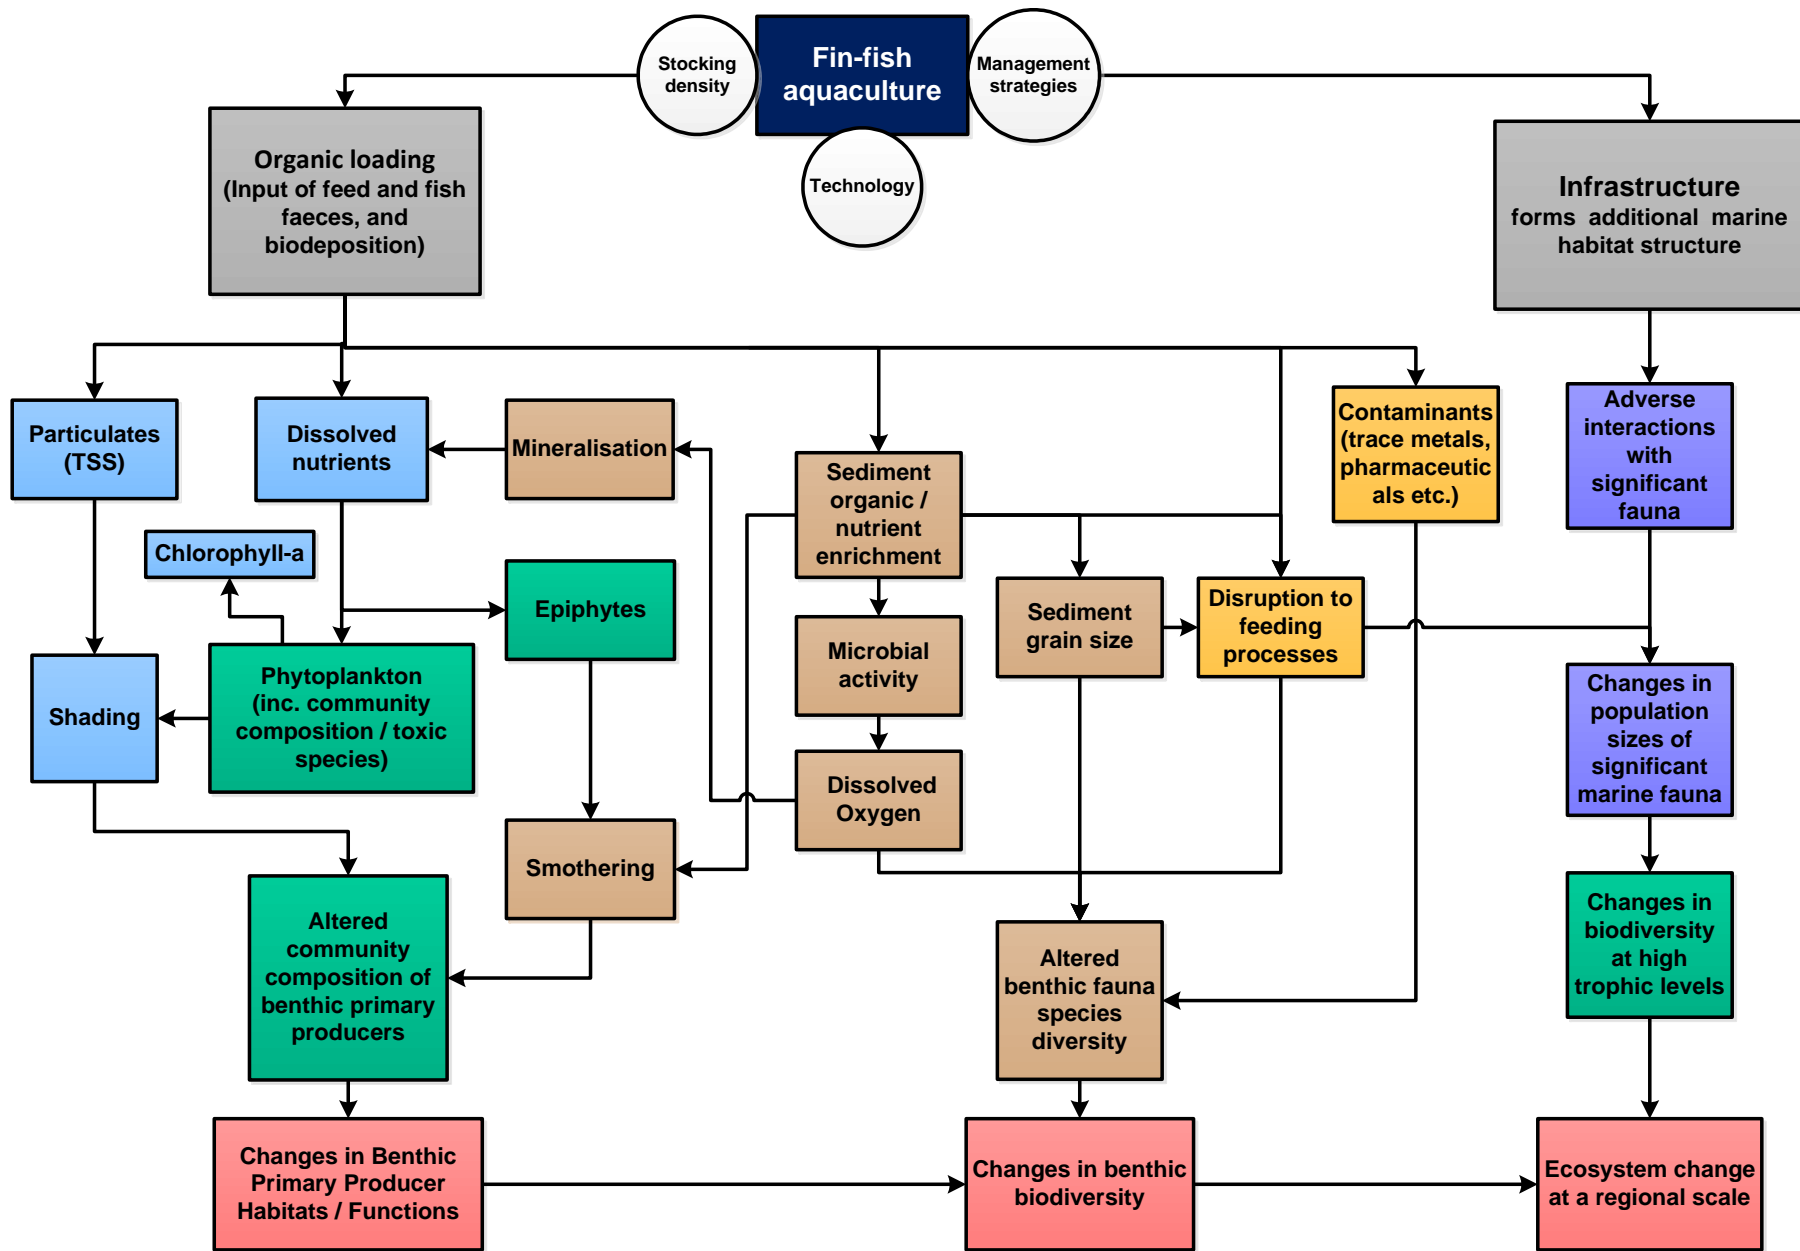 Stocking
density
Fin-fish
aquaculture
Management
strategies
Technology
Organic loading
(Input of feed and fish
faeces, and
biodeposition)
Infrastructure
forms additional marine
habitat structure
Particulates
(TSS)
Dissolved
nutrients
Mineralisation
Sediment
organic /
nutrient
enrichment
Contaminants
(trace metals,
pharmaceutic
als etc.)
Adverse
interactions
with
significant
fauna
Chlorophyll-a
Epiphytes
Microbial
activity
Sediment
grain size
Disruption to
feeding
processes
Shading
Phytoplankton
(inc. community
composition / toxic
species)
Changes in
population
sizes of
significant
marine fauna
Dissolved
Oxygen
Smothering
Altered
community
composition of
benthic primary
producers
Altered
benthic fauna
species
diversity
Changes in
biodiversity
at high
trophic levels
Changes in Benthic
Primary Producer
Habitats / Functions
Changes in benthic
biodiversity
Ecosystem change
at a regional scale